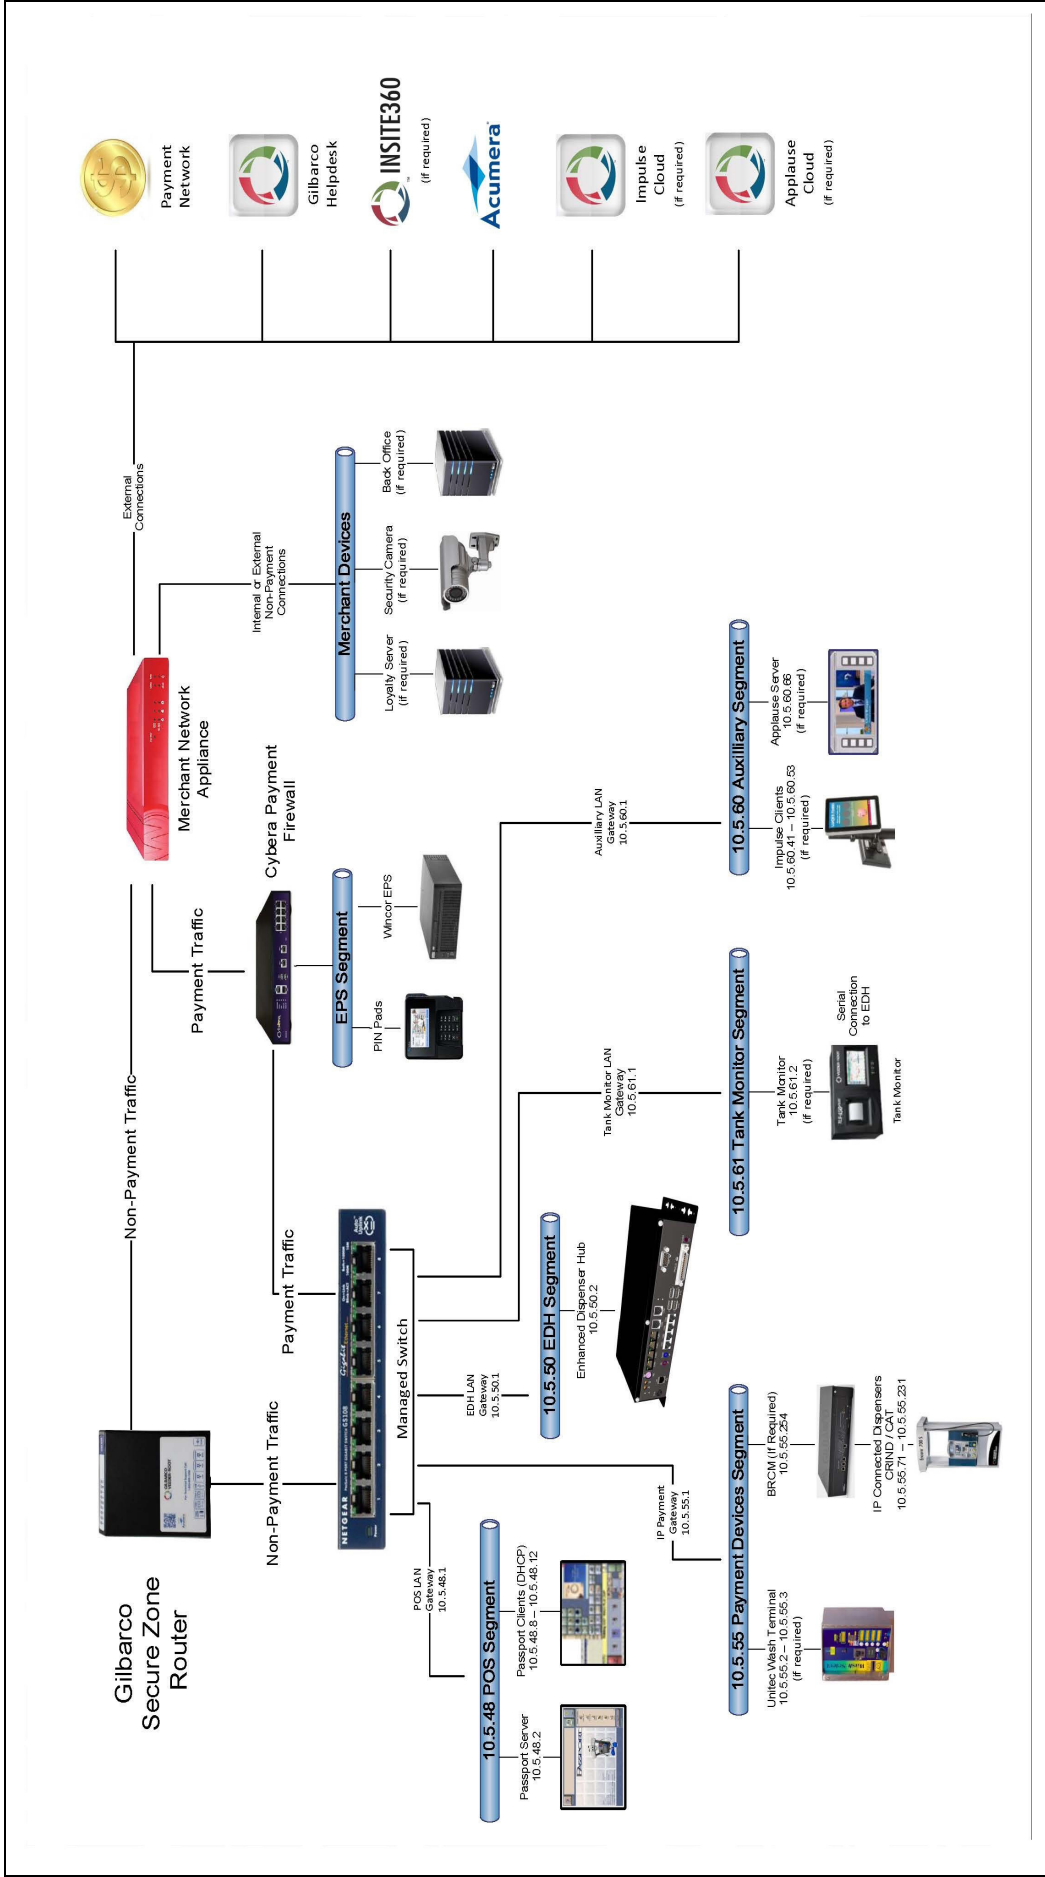 Gilbarco
Secure Zone
Router
Non-Payment Traffic
Merchant Network
Appliance
External
Connections
Payment
Network
Gilbarco
Helpdesk
INSITE360
(if required)
Acumera
Impulse
Cloud
(if required)
Applause
Cloud
(if required)
Internal or External
Non-Payment
Connections
Merchant Devices
Loyalty Server
(if required)
Security Camera
(if required)
Back Office
(if required)
Payment Traffic
Cybera Payment
Firewall
EPS Segment
PIN Pads
Wincor EPS
Payment Traffic
Non-Payment Traffic
NETGEAR
Managed Switch
POS LAN
Gateway
10.5.48.1
10.5.48 POS Segment
Passport Server
10.5.48.2
Passport Clients (DHCP)
10.5.48.8 – 10.5.48.12
EDH LAN
Gateway
10.5.50.1
10.5.50 EDH Segment
Enhanced Dispenser Hub
10.5.50.2
IP Payment
Gateway
10.5.55.1
10.5.55 Payment Devices Segment
Unitec Wash Terminal
10.5.55.2 – 10.5.55.3
(if required)
BRCM (If Required)
10.5.55.254
IP Connected Dispensers
CRIND / CAT
10.5.55.71 – 10.5.55.231
Tank Monitor LAN
Gateway
10.5.61.1
10.5.61 Tank Monitor Segment
Tank Monitor
10.5.61.2
(if required)
Serial
Connection
to EDH
Tank Monitor
Auxilliary LAN
Gateway
10.5.60.1
10.5.60 Auxilliary Segment
Impulse Clients
10.5.60.41 – 10.5.60.53
(if required)
Applause Server
10.5.60.66
(if required)